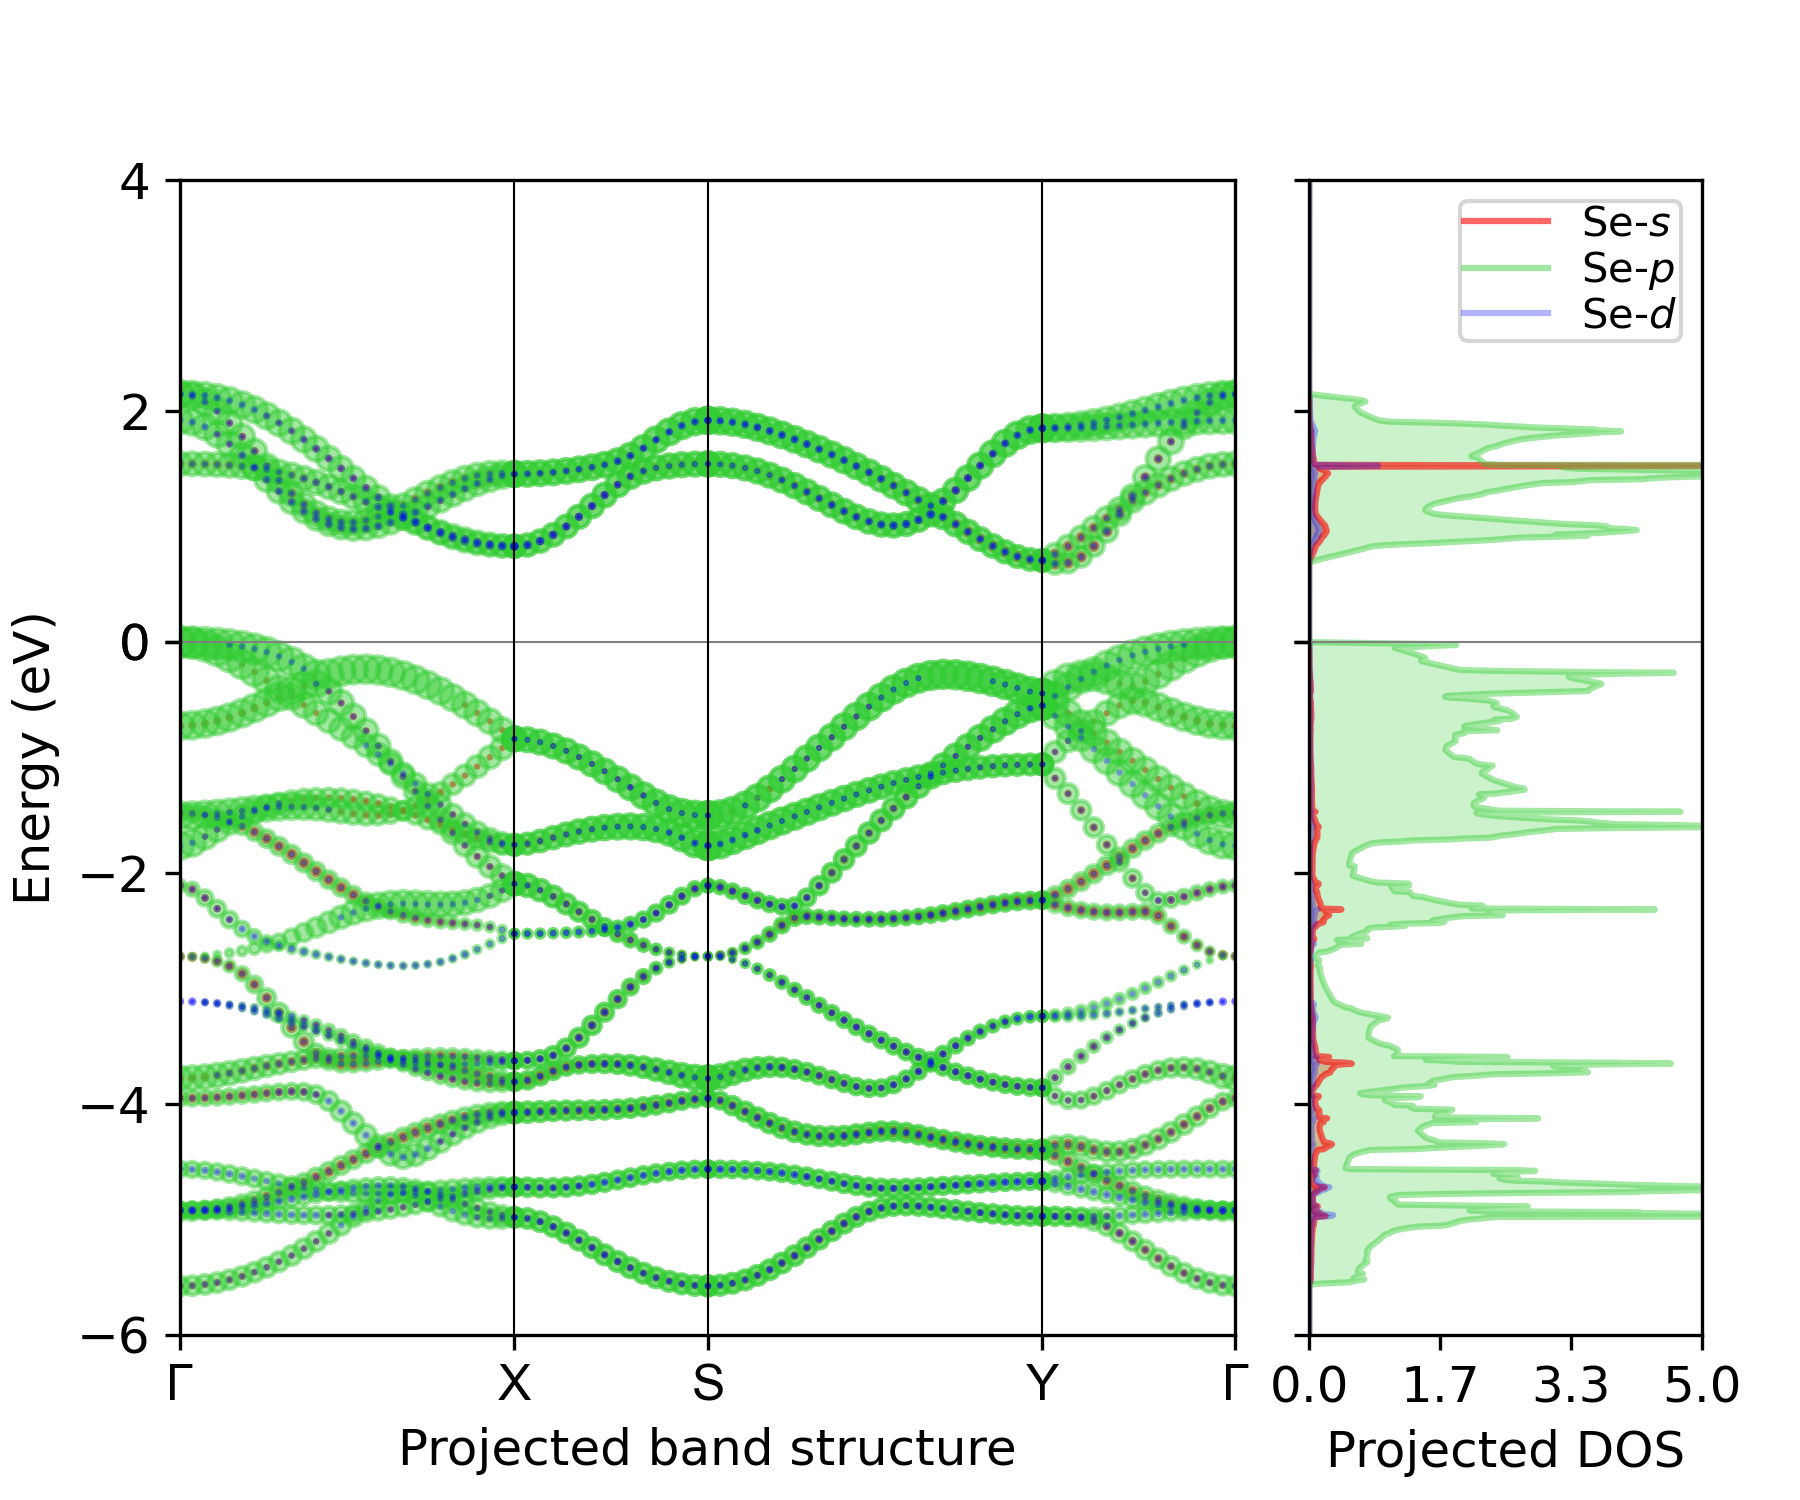 4
2
0
−2
−4
−6
Energy (eV)
Γ X S Y Γ
Projected band structure
Se-s
Se-p
Se-d
0.0 1.7 3.3 5.0
Projected DOS